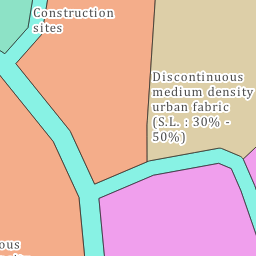 Construction
sites
Discontinuous
medium density
urban fabric
(S.L. : 30% -
50%)